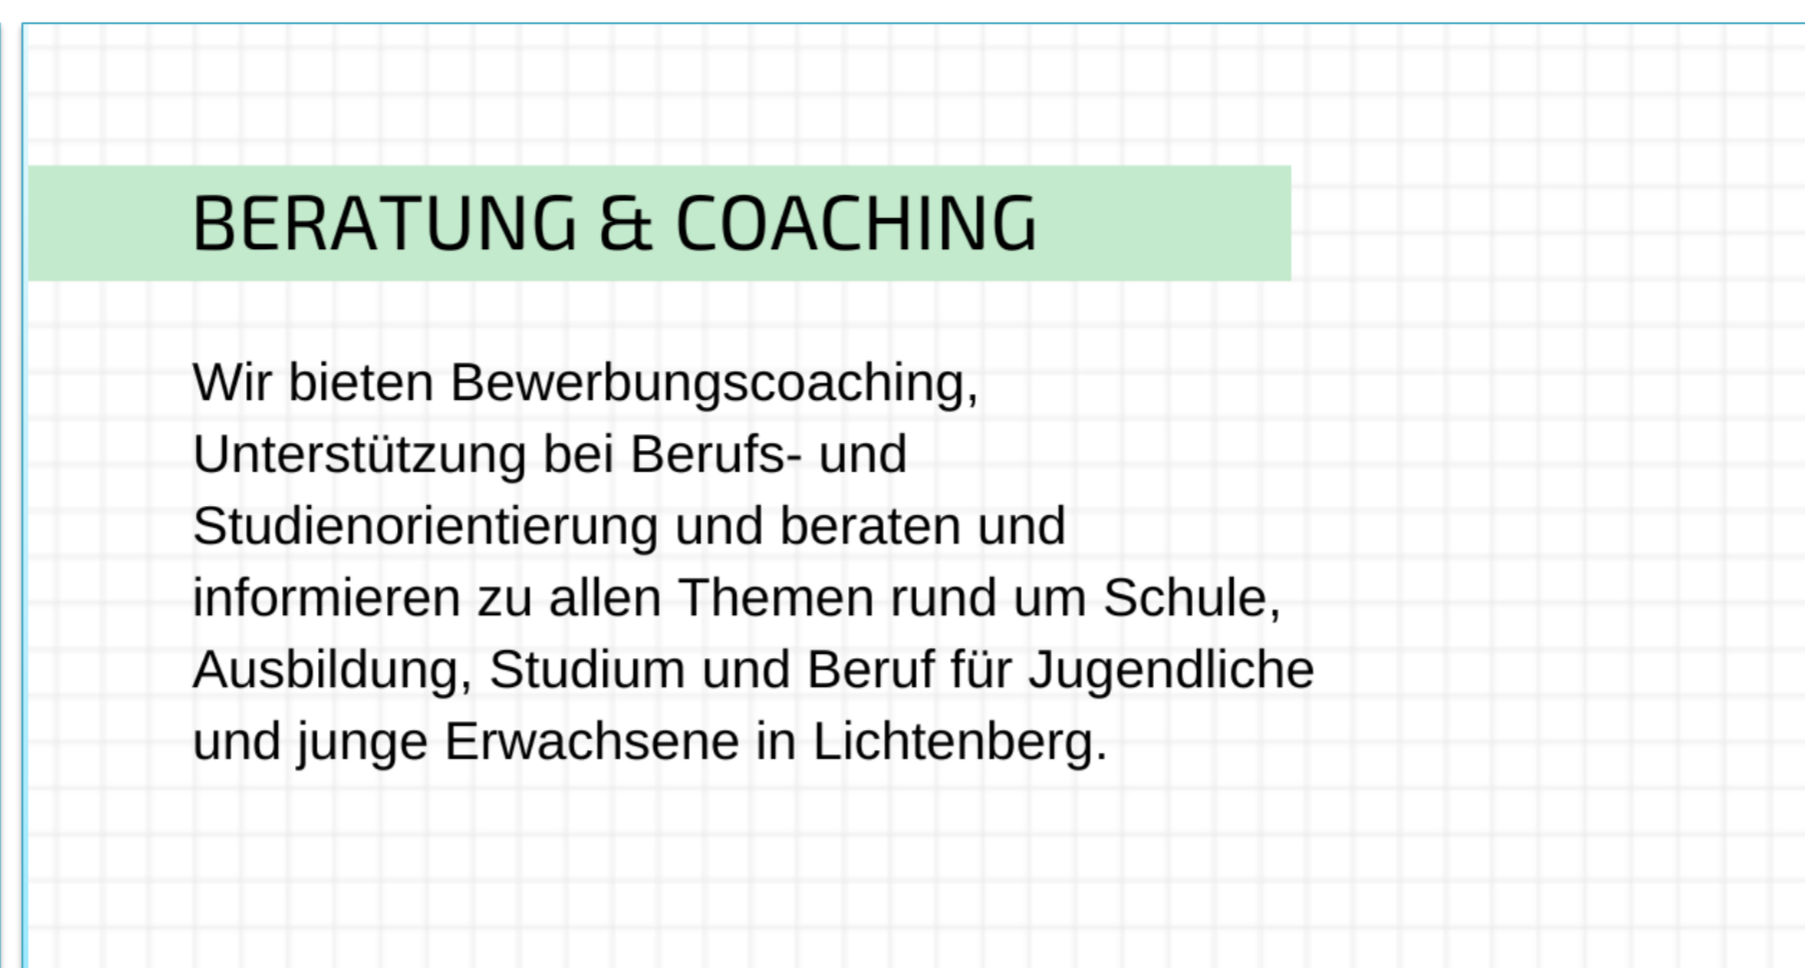 BERATUNG & COACHING
Wir bieten Bewerbungscoaching,
Unterstützung bei Berufs- und
Studienorientierung und beraten und
informieren zu allen Themen rund um Schule,
Ausbildung, Studium und Beruf für Jugendliche
und junge Erwachsene in Lichtenberg.